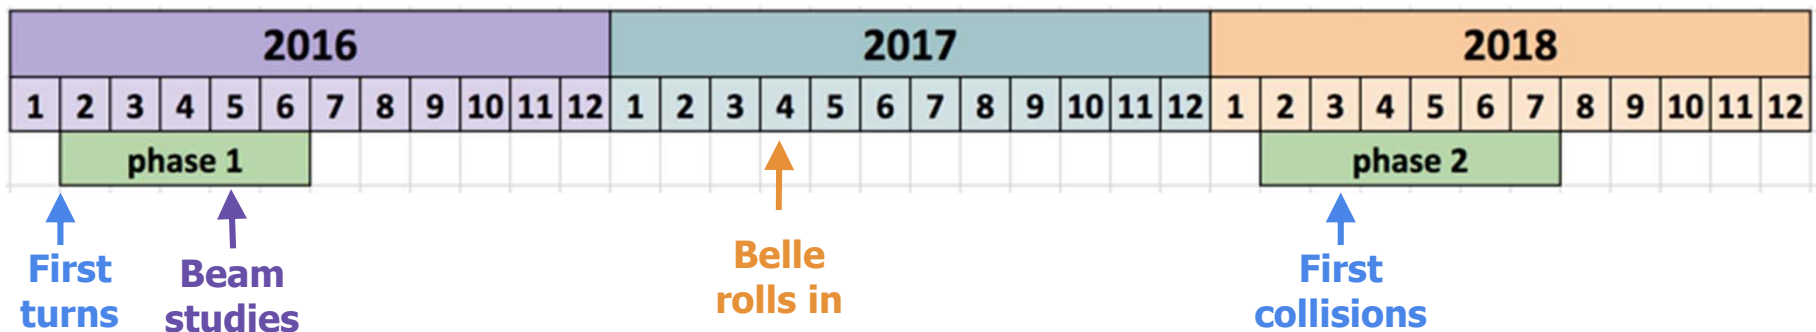 2016 2017 2018
1 2 3 4 5 6 7 8 9 10 11 12 1 2 3 4 5 6 7 8 9 10 11 12 1 2 3 4 5 6 7 8 9 10 11 12
phase 1 phase 2
First
turns
Beam
studies
Belle
rolls in
First
collisions